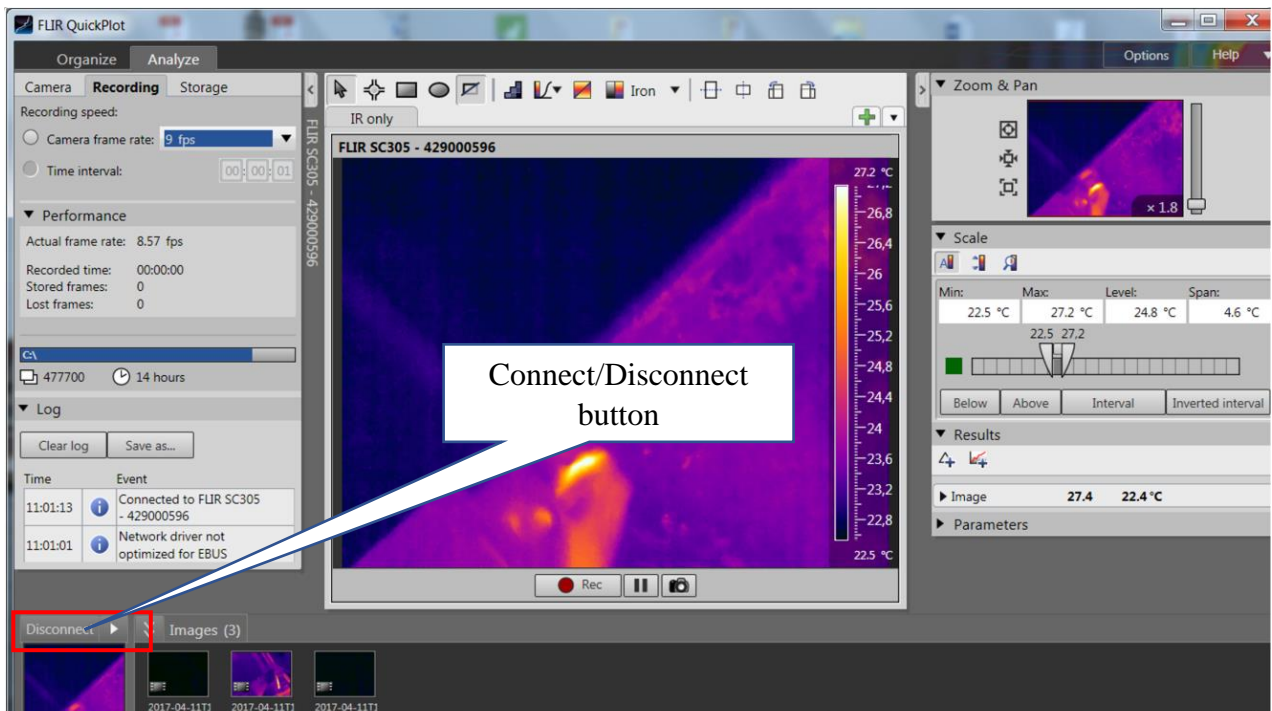 FLIR QuickPlot
Organize Analyze
Options Help
Camera Recording Storage
Recording speed:
Camera frame rate: 9 fps
Time interval: 00:00:01
Performance
Actual frame rate: 8.57 fps
Recorded time: 00:00:00
Stored frames: 0
Lost frames: 0
C:\
477700 14 hours
Log
Clear log Save as...
Time Event
11:01:13 Connected to FLIR SC305
- 429000596
11:01:01 Network driver not
optimized for EBUS
FLIR SC305 - 429000596
Iron
IR only
FLIR SC305 - 429000596
27.2 °C
27,2
26,8
26,4
26
25,6
25,2
24,8
24,4
24
23,6
23,2
22,8
22.5 °C
Connect/Disconnect
button
Rec
Zoom & Pan
×1.8
Scale
Min: Max: Level: Span:
22.5 °C 27.2 °C 24.8 °C 4.6 °C
22,5 27,2
Below Above Interval Inverted interval
Results
Image 27.4 22.4 °C
Parameters
Disconnect Images (3)
2017-04-11T1 2017-04-11T1 2017-04-11T1